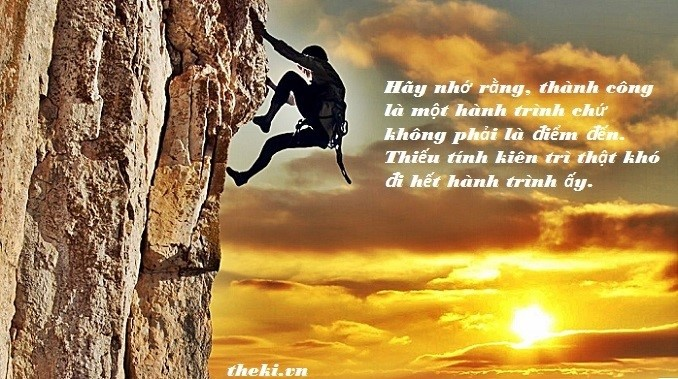 Hãy nhớ rằng, thành công
là một hành trình chứ
không phải là điểm đến.
Thiếu tính kiên trì thật khó
đi hết hành trình ấy.
theki.vn